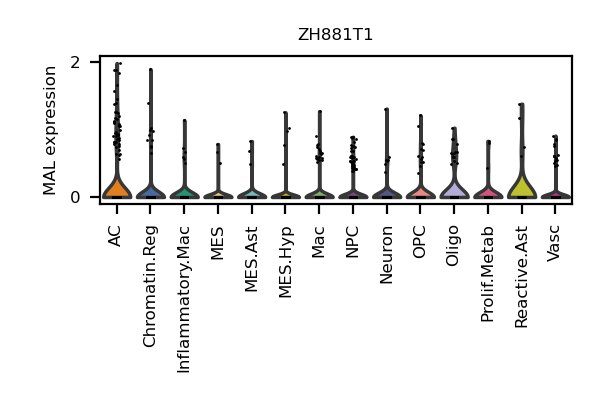 ZH881T1
MAL expression
2
0
AC
Chromatin.Reg
Inflammatory.Mac
MES
MES.Ast
MES.Hyp
Mac
NPC
Neuron
OPC
Oligo
Prolif.Metab
Reactive.Ast
Vasc